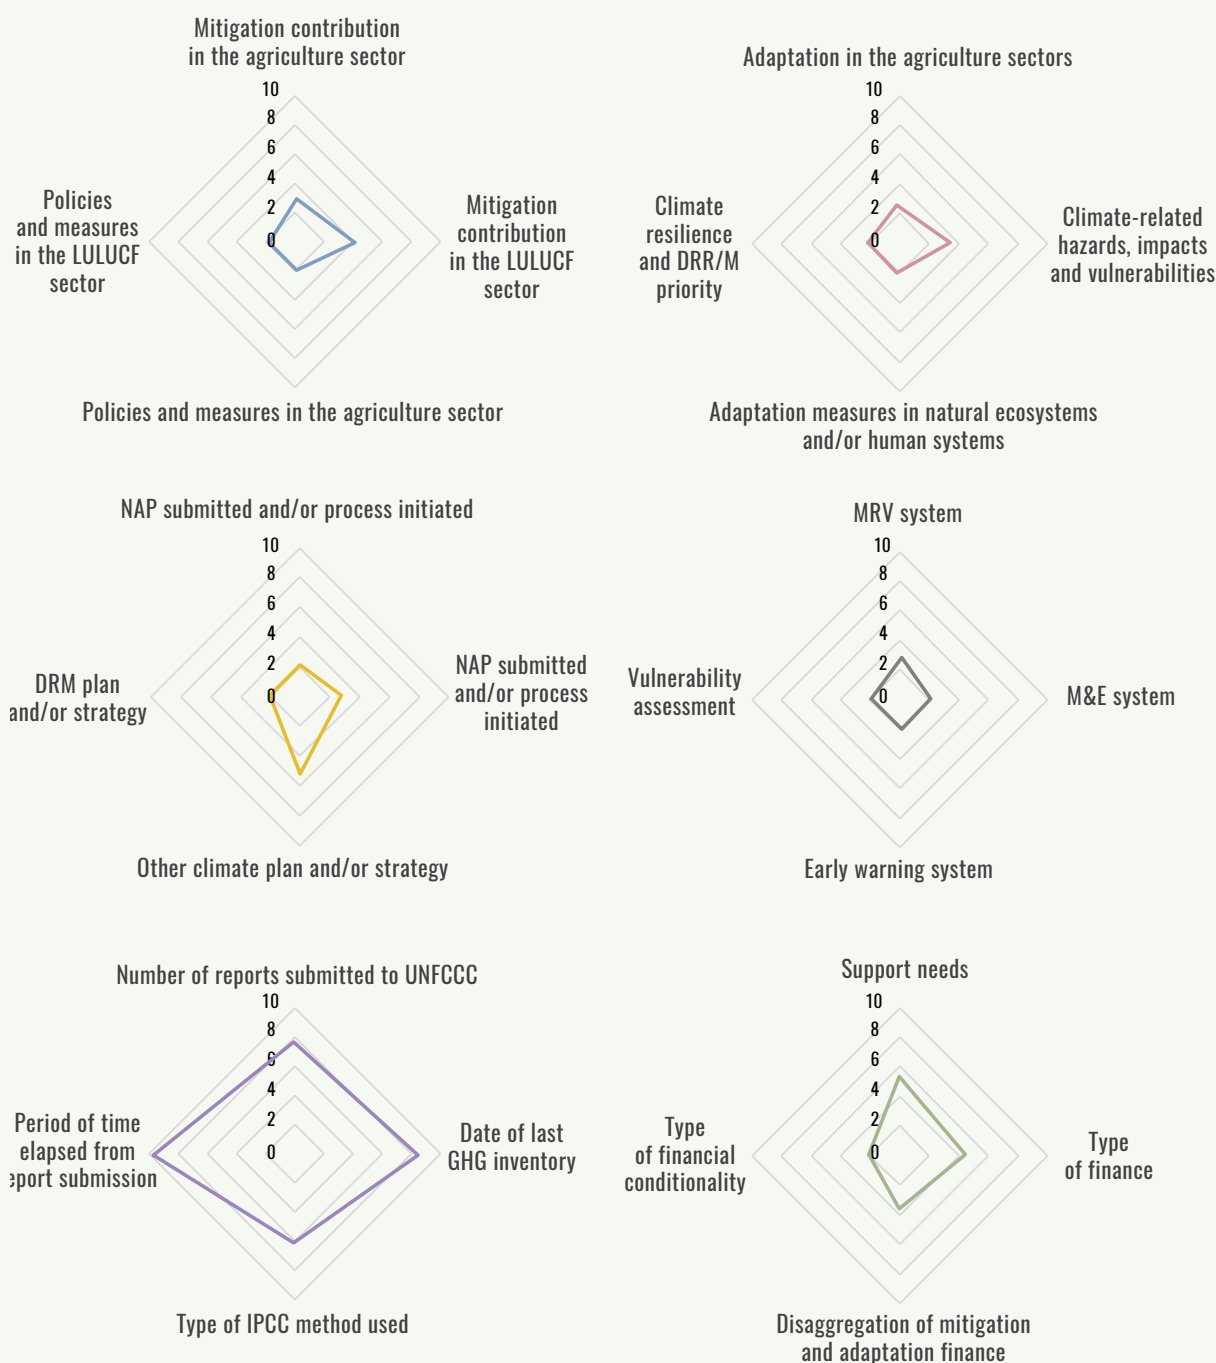 Mitigation contribution
in the agriculture sector
10
8
6
4
2
0
Policies
and measures
in the LULUCF
sector
Mitigation
contribution
in the LULUCF
sector
Policies and measures in the agriculture sector
Adaptation in the agriculture sectors
10
8
6
4
2
0
Climate
resilience
and DRR/M
priority
Climate-related
hazards, impacts
and vulnerabilities
Adaptation measures in natural ecosystems
and/or human systems
NAP submitted and/or process initiated
10
8
6
4
2
0
DRM plan
and/or strategy
NAP submitted
and/or process
initiated
Other climate plan and/or strategy
MRV system
10
8
6
4
2
0
Vulnerability
assessment
M&E system
Early warning system
Number of reports submitted to UNFCCC
10
8
6
4
2
0
Period of time
elapsed from
eport submission
Date of last
GHG inventory
Type of IPCC method used
Support needs
10
8
6
4
2
0
Type
of financial
conditionality
Type
of finance
Disaggregation of mitigation
and adaptation finance